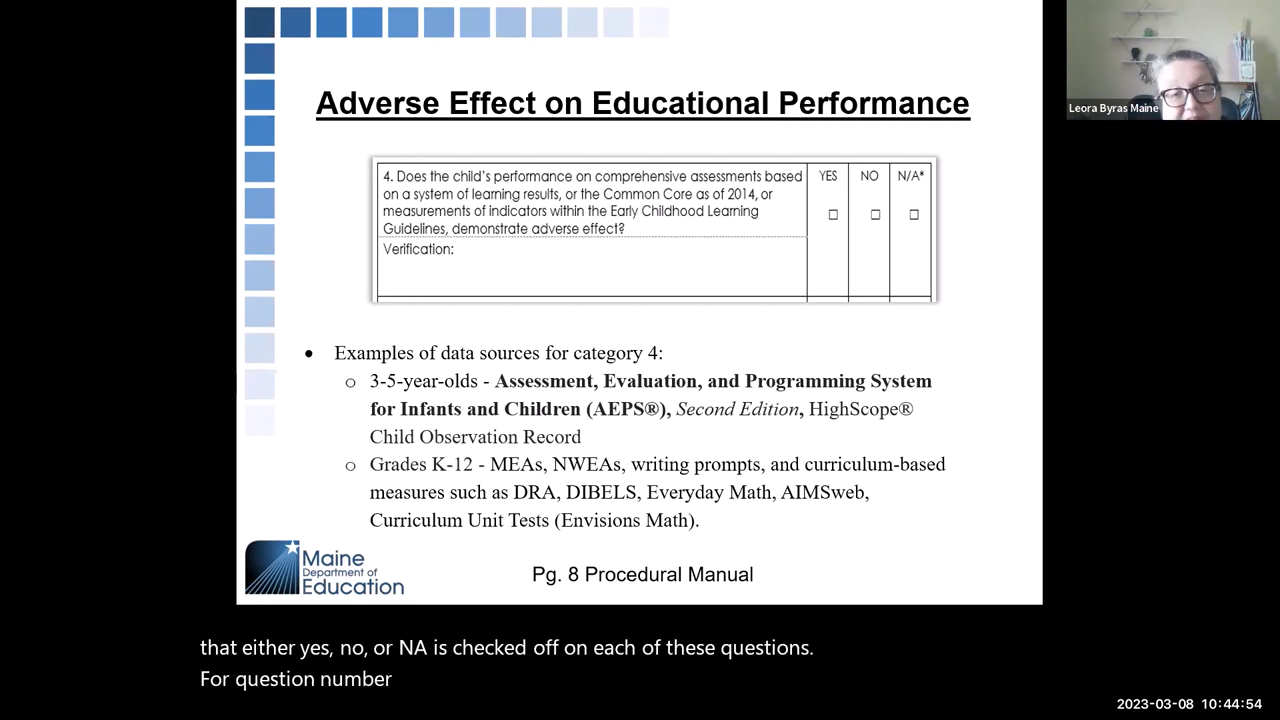 Adverse Effect on Educational Performance
Leora Byras Maine
4. Does the child's performance on comprehensive assessments based
on a system of learning results, or the Common Core as of 2014, or
measurements of indicators within the Early Childhood Learning
Guidelines, demonstrate adverse effect?
YES NO N/A*
☐ ☐ ☐
Verification:
• Examples of data sources for category 4:
o 3-5-year-olds - Assessment, Evaluation, and Programming System
for Infants and Children (AEPS®), Second Edition, HighScope®
Child Observation Record
o Grades K-12 - MEAs, NWEAs, writing prompts, and curriculum-based
measures such as DRA, DIBELS, Everyday Math, AIMSweb,
Curriculum Unit Tests (Envisions Math).
Maine
Department of
Education
Pg. 8 Procedural Manual
that either yes, no, or NA is checked off on each of these questions.
For question number
2023-03-08 10:44:54